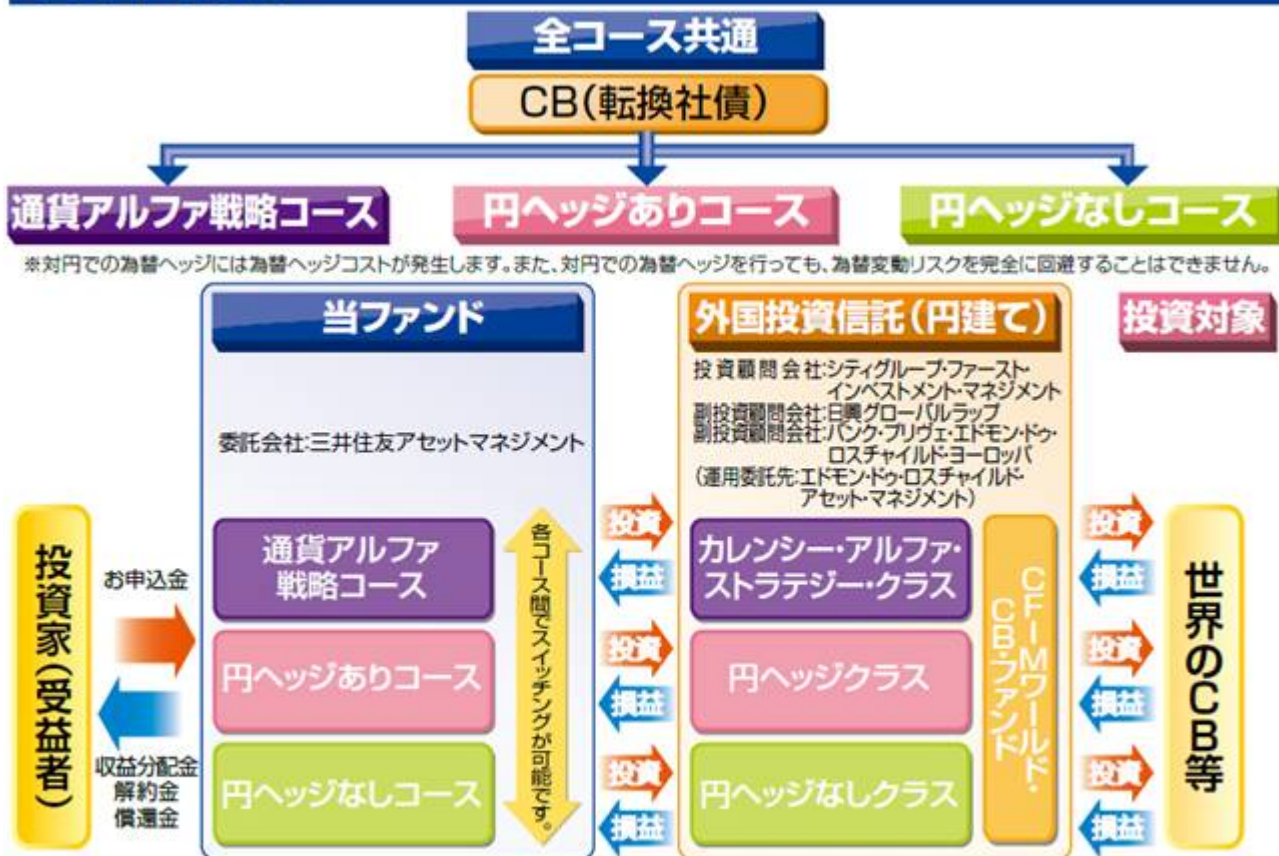 全コース共通
CB(転換社債)
通貨アルファ戦略コース
円ヘッジありコース
円ヘッジなしコース
※対円での為替ヘッジには為替ヘッジコストが発生します。また、対円での為替ヘッジを行っても、為替変動リスクを完全に回避することはできません。
当ファンド
委託会社:三井住友アセットマネジメント
外国投資信託(円建て)
投資顧問会社:シティグループ・ファースト・
インベストメント・マネジメント
副投資顧問会社:日興グローバルラップ
副投資顧問会社:バンク・プリヴェ・エドモン・ドゥ・
ロスチャイルド・ヨーロッパ
(運用委託先:エドモン・ドゥ・ロスチャイルド・
アセット・マネジメント)
投資対象
投資家(受益者)
お申込金
収益分配金
解約金
償還金
通貨アルファ
戦略コース
円ヘッジありコース
円ヘッジなしコース
各コース間でスイッチングが可能です。
投資
損益
投資
損益
投資
損益
カレンシー・アルファ・
ストラテジー・クラス
円ヘッジクラス
円ヘッジなしクラス
CFIMワールド・
CB・ファンド
投資
損益
投資
損益
投資
損益
世界のCB等